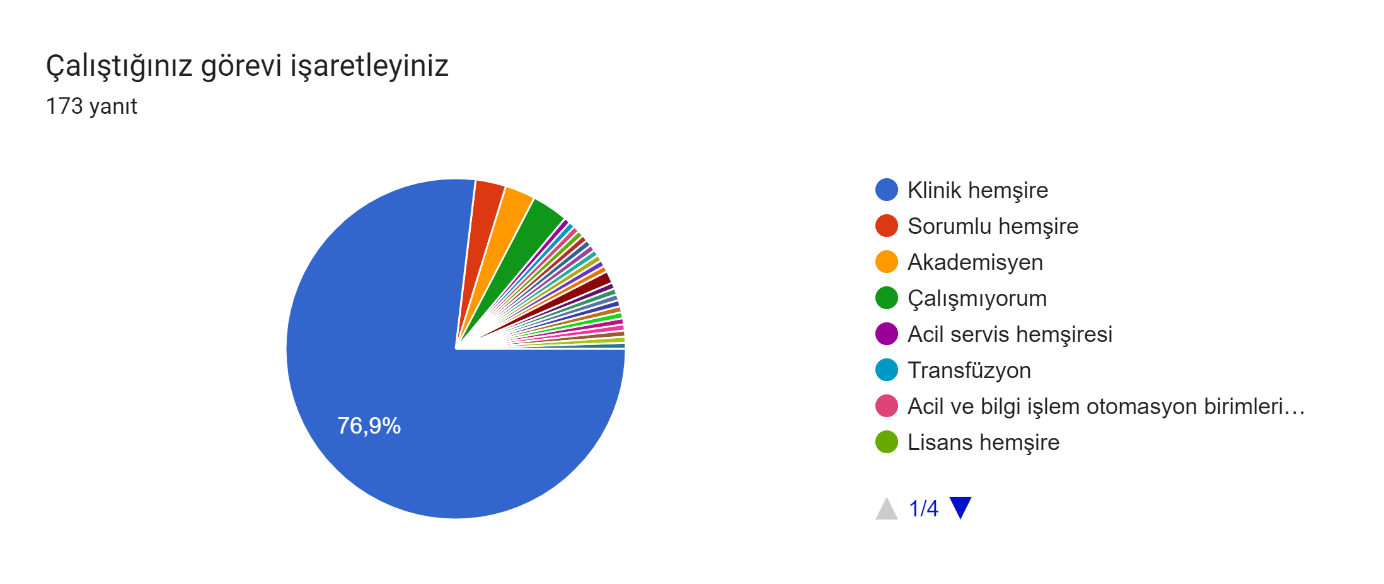 Çalıştığınız görevi işaretleyiniz
173 yanıt
76,9%
Klinik hemşire
Sorumlu hemşire
Akademisyen
Çalışmıyorum
Acil servis hemşiresi
Transfüzyon
Acil ve bilgi işlem otomasyon birimleri…
Lisans hemşire
1/4